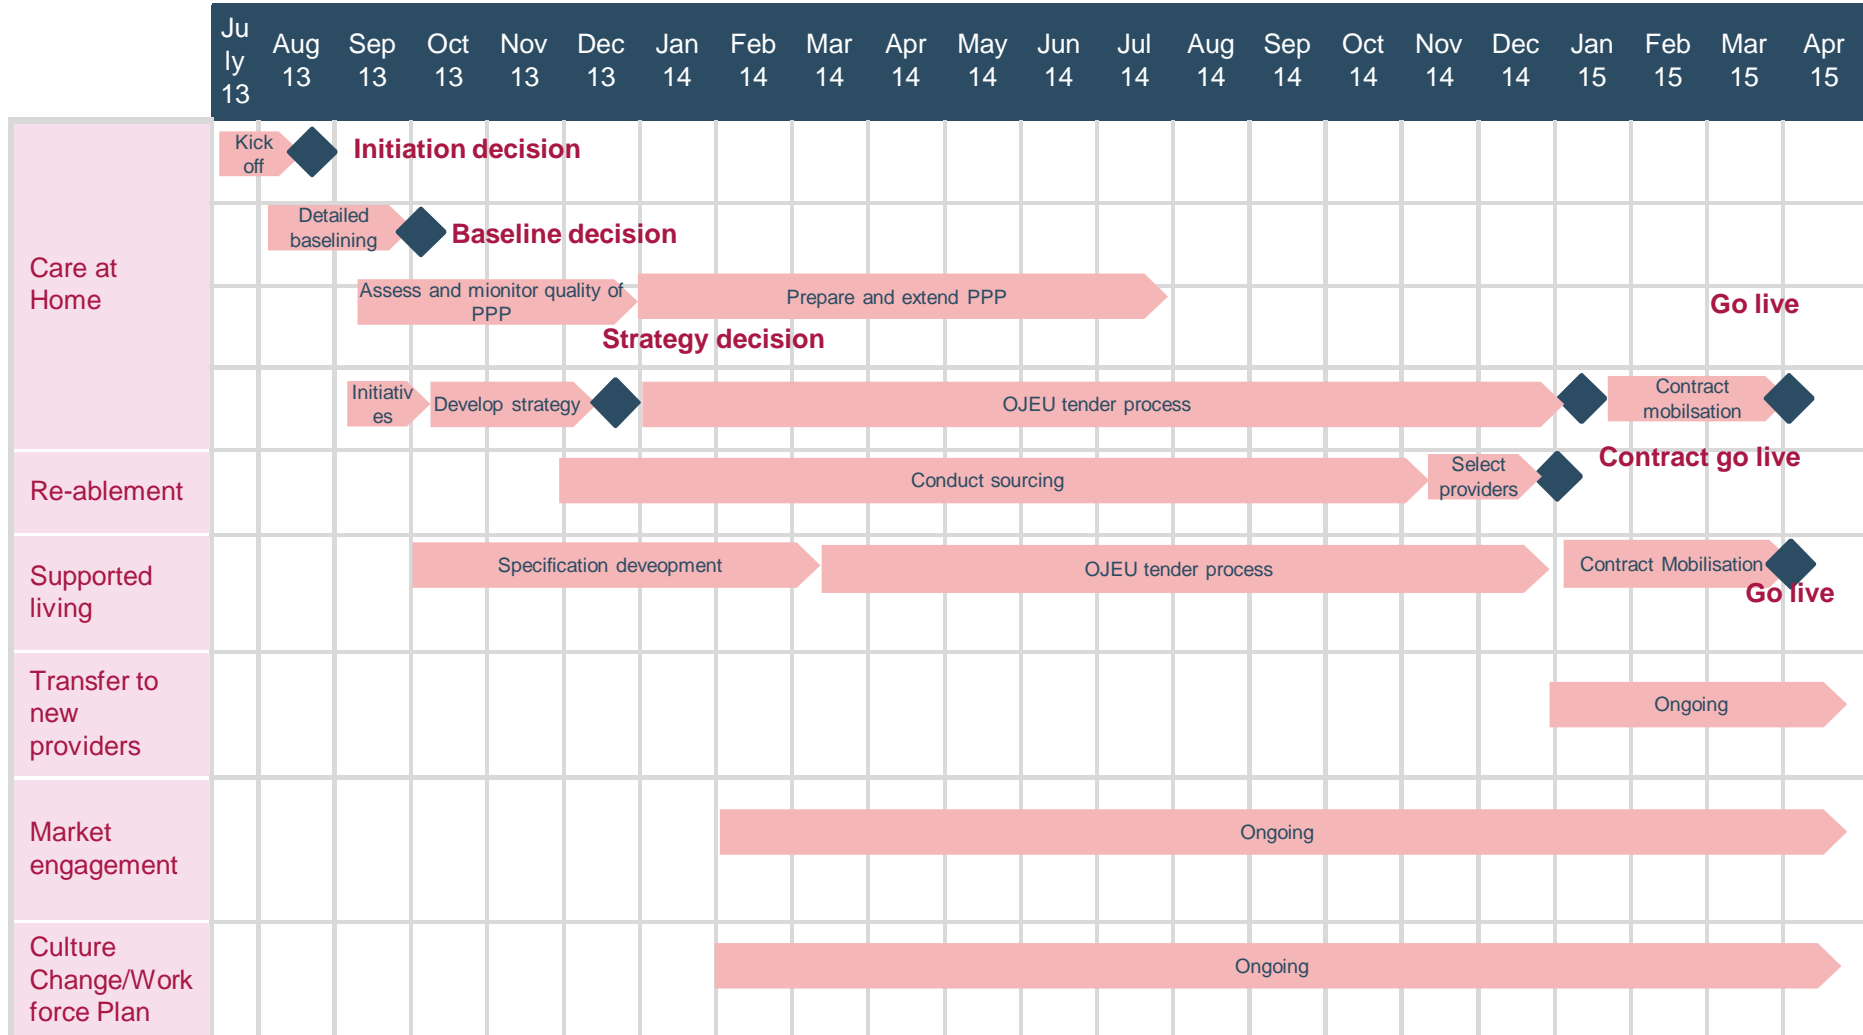 Ju
ly
13
Aug
13
Sep
13
Oct
13
Nov
13
Dec
13
Jan
14
Feb
14
Mar
14
Apr
14
May
14
Jun
14
Jul
14
Aug
14
Sep
14
Oct
14
Nov
14
Dec
14
Jan
15
Feb
15
Mar
15
Apr
15
Care at
Home
Kick
off
Initiation decision
Detailed
baselining
Baseline decision
Assess and mionitor quality of
PPP
Prepare and extend PPP
Go live
Strategy decision
Initiativ
es
Develop strategy
OJEU tender process
Contract
mobilsation
Re-ablement
Conduct sourcing
Select
providers
Contract go live
Supported
living
Specification deveopment
OJEU tender process
Contract Mobilisation
Go live
Transfer to
new
providers
Ongoing
Market
engagement
Ongoing
Culture
Change/Work
force Plan
Ongoing